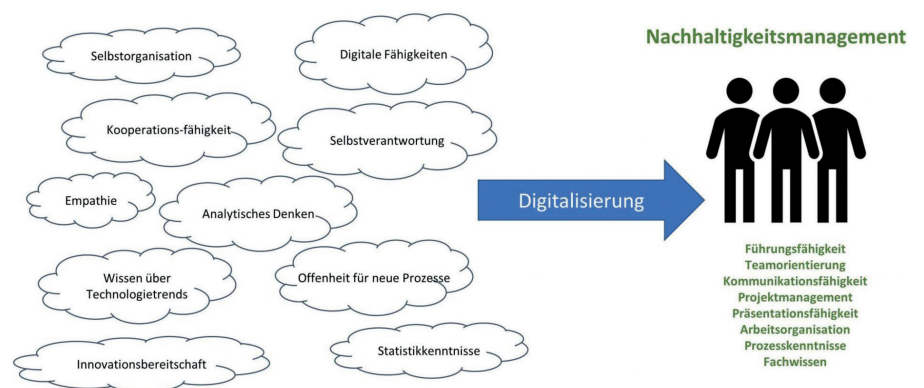 Selbstorganisation
Digitale Fähigkeiten
Kooperations-fähigkeit
Selbstverantwortung
Empathie
Analytisches Denken
Wissen über
Technologietrends
Offenheit für neue Prozesse
Innovationsbereitschaft
Statistikkenntnisse
Digitalisierung
Nachhaltigkeitsmanagement
Führungsfähigkeit
Teamorientierung
Kommunikationsfähigkeit
Projektmanagement
Präsentationsfähigkeit
Arbeitsorganisation
Prozesskenntnisse
Fachwissen